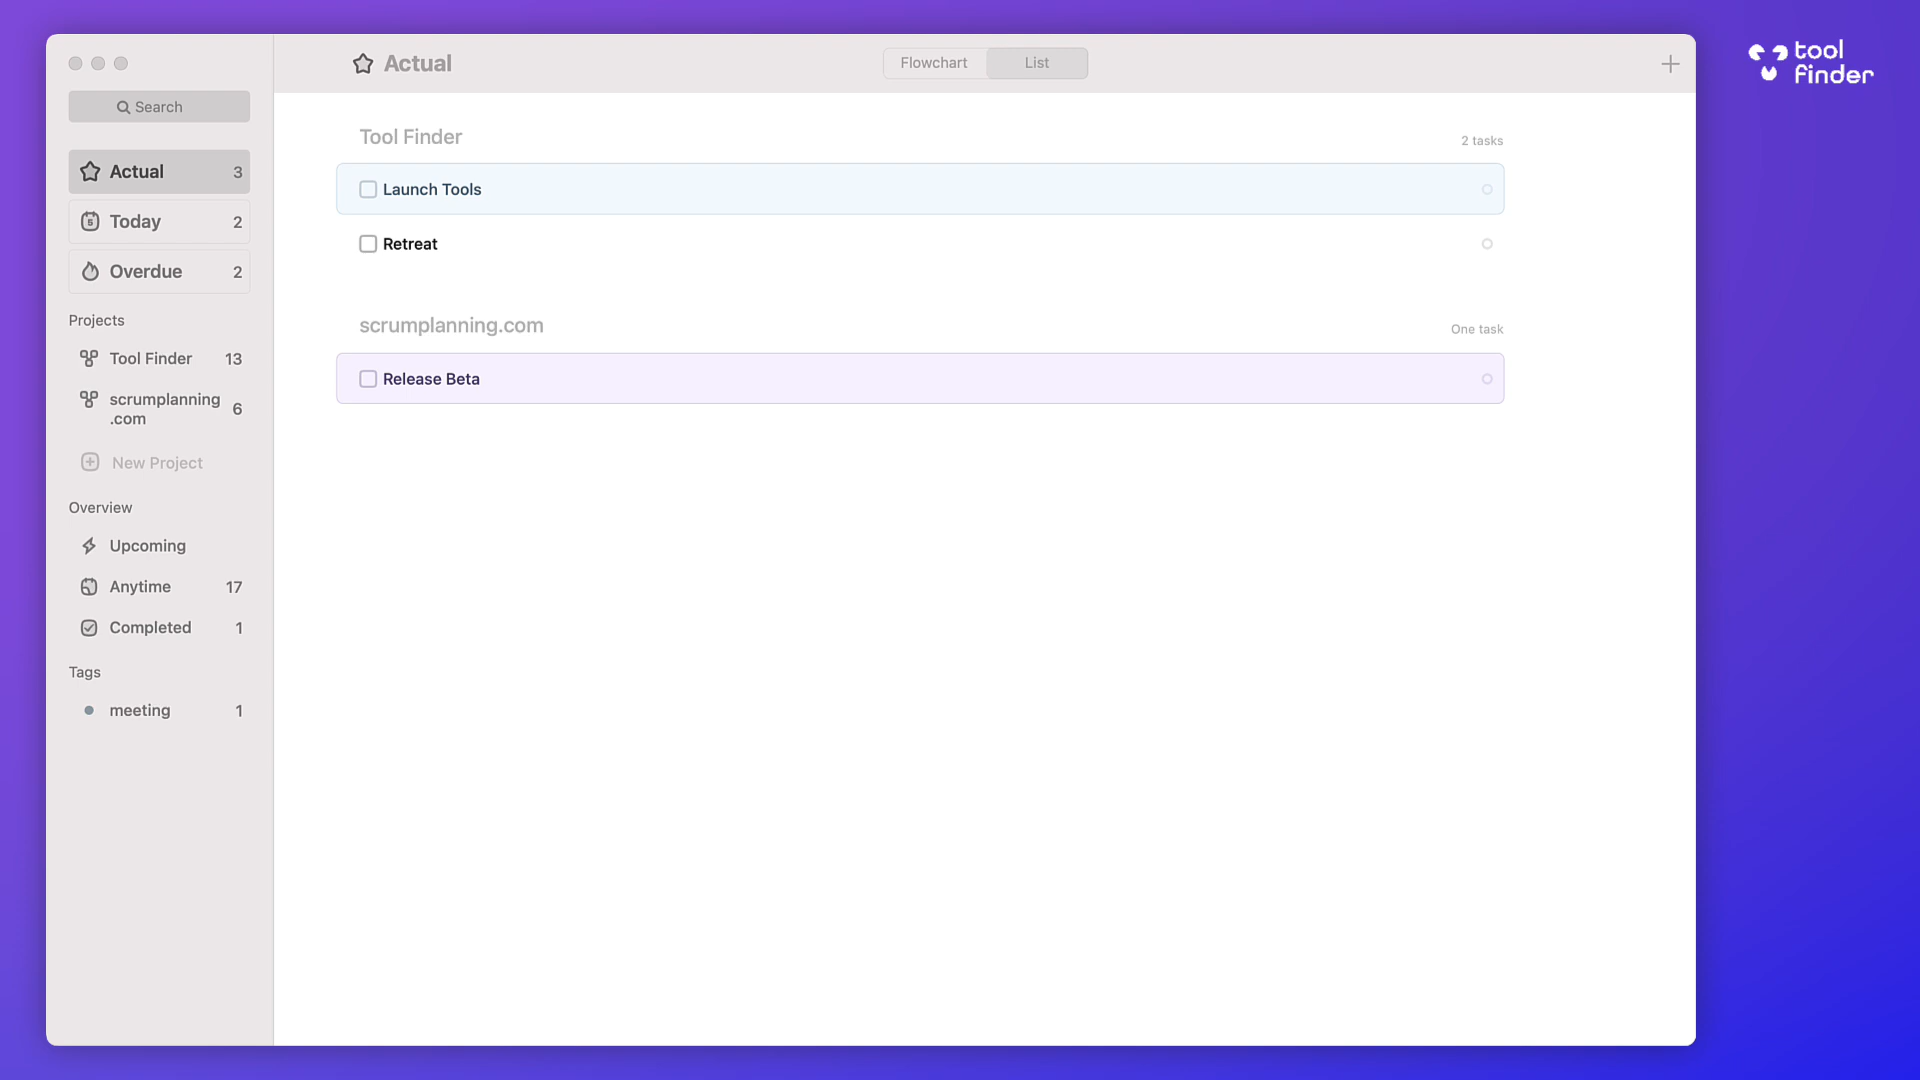 Search
Actual 3
5 Today 2
Overdue 2
Projects
Tool Finder 13
scrumplanning
.com 6
New Project
Overview
Upcoming
Anytime 17
Completed 1
Tags
meeting 1
Actual
Flowchart List
Tool Finder 2 tasks
Launch Tools
Retreat
scrumplanning.com One task
Release Beta
tool
finder